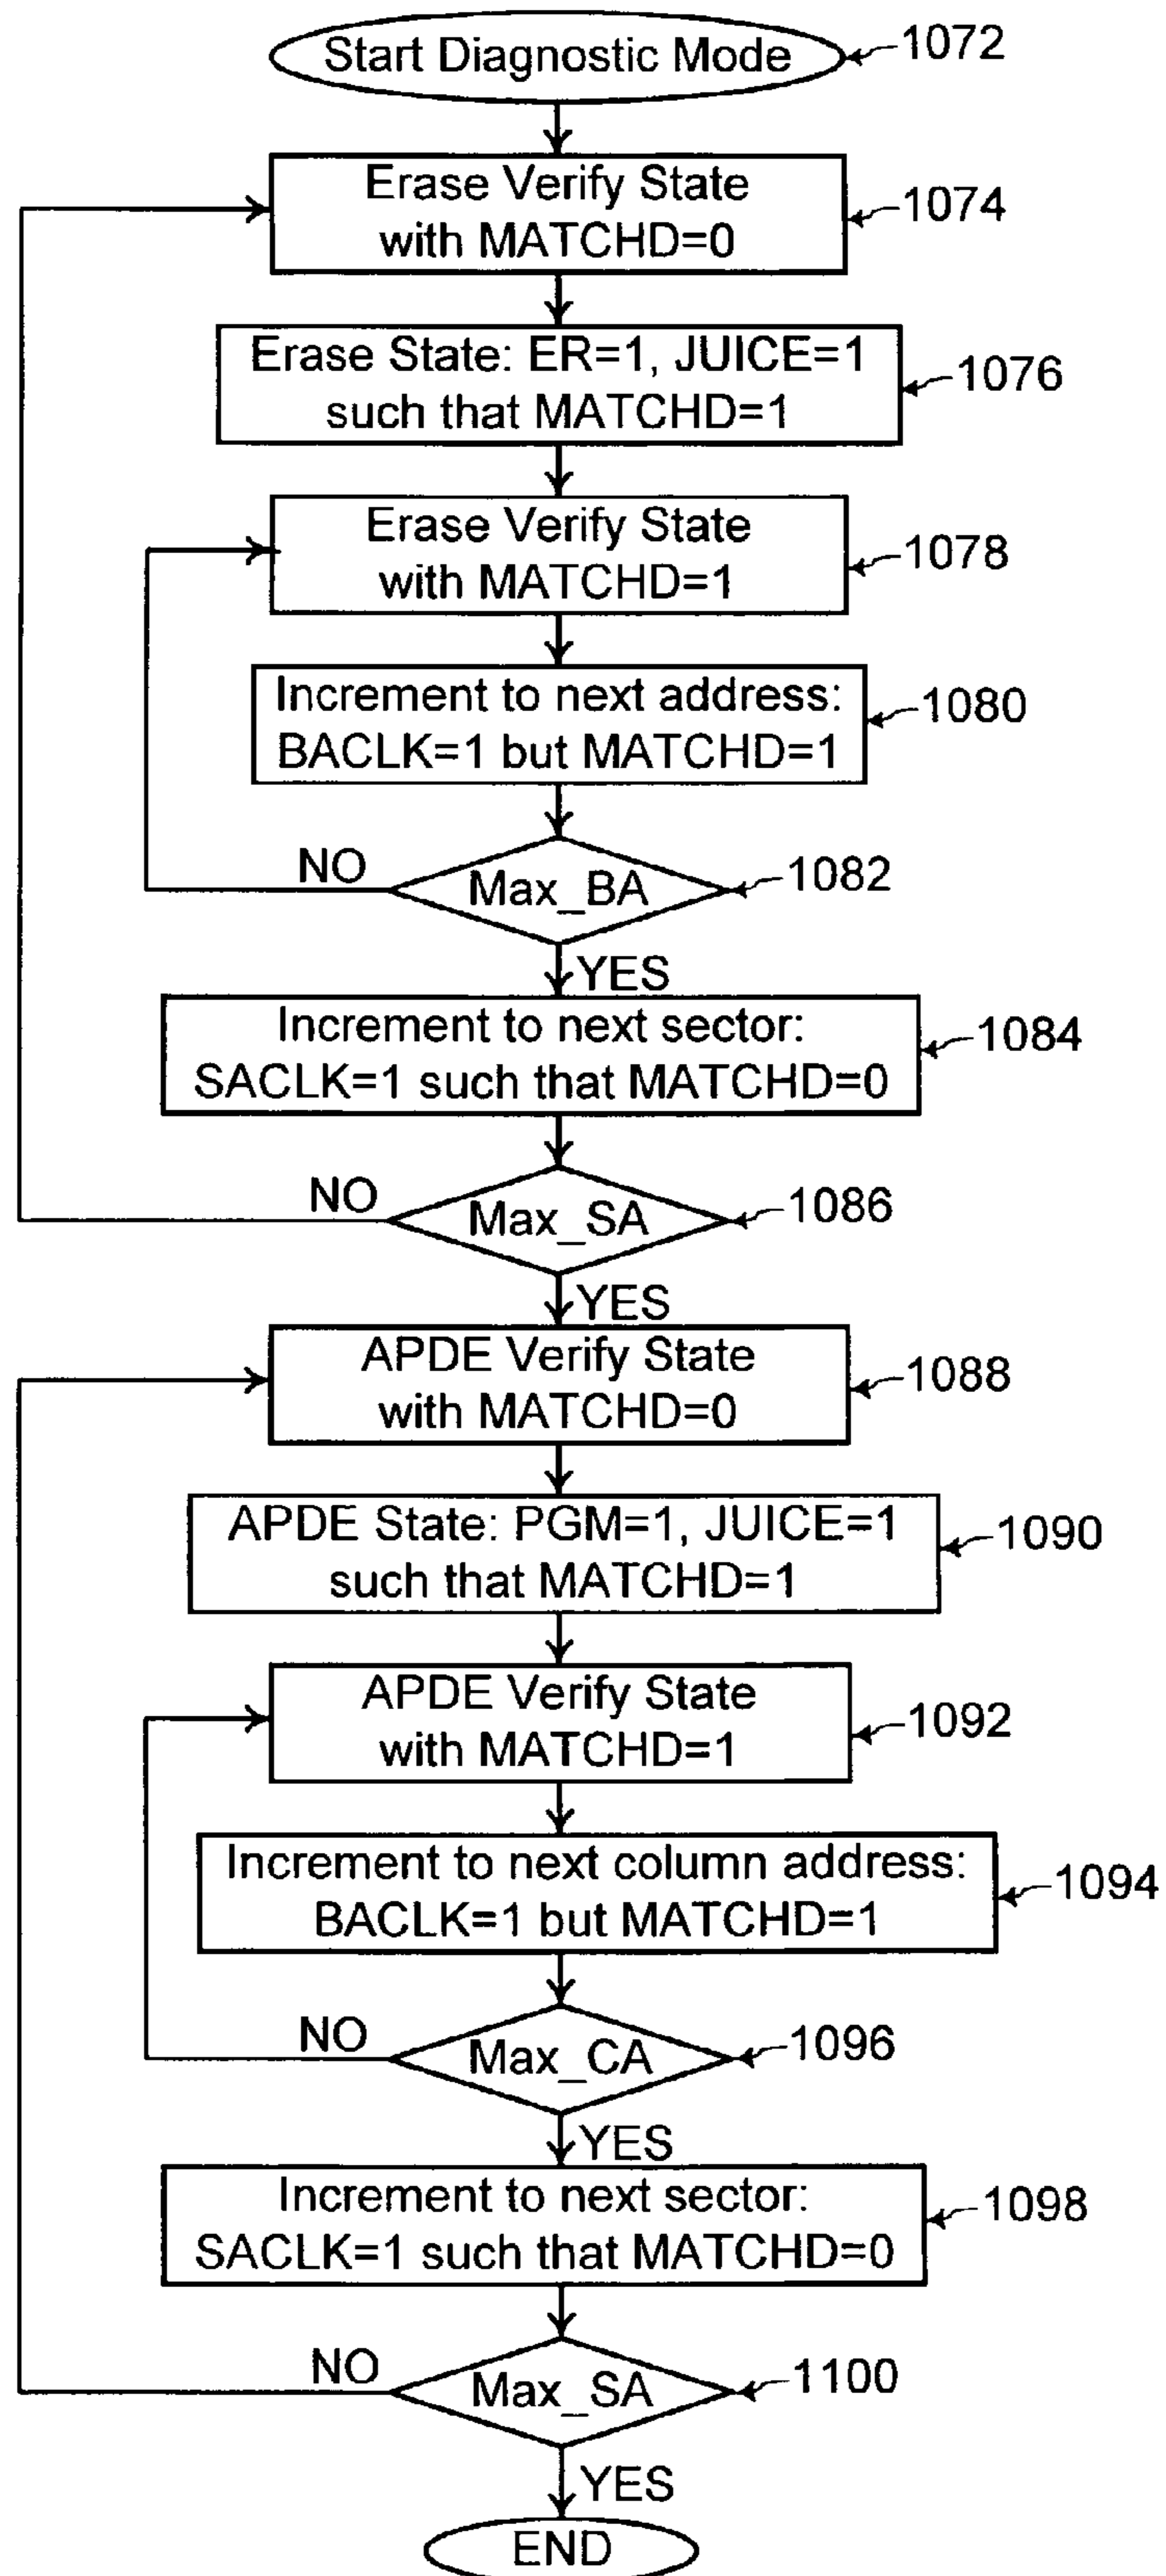 Start Diagnostic Mode
1072
Erase Verify State
with MATCHD=0
1074
Erase State: ER=1, JUICE=1
such that MATCHD=1
1076
Erase Verify State
with MATCHD=1
1078
Increment to next address:
BACLK=1 but MATCHD=1
1080
NO
Max_BA
1082
YES
Increment to next sector:
SACLK=1 such that MATCHD=0
1084
NO
Max_SA
1086
YES
APDE Verify State
with MATCHD=0
1088
APDE State: PGM=1, JUICE=1
such that MATCHD=1
1090
APDE Verify State
with MATCHD=1
1092
Increment to next column address:
BACLK=1 but MATCHD=1
1094
NO
Max_CA
1096
YES
Increment to next sector:
SACLK=1 such that MATCHD=0
1098
NO
Max_SA
1100
YES
END